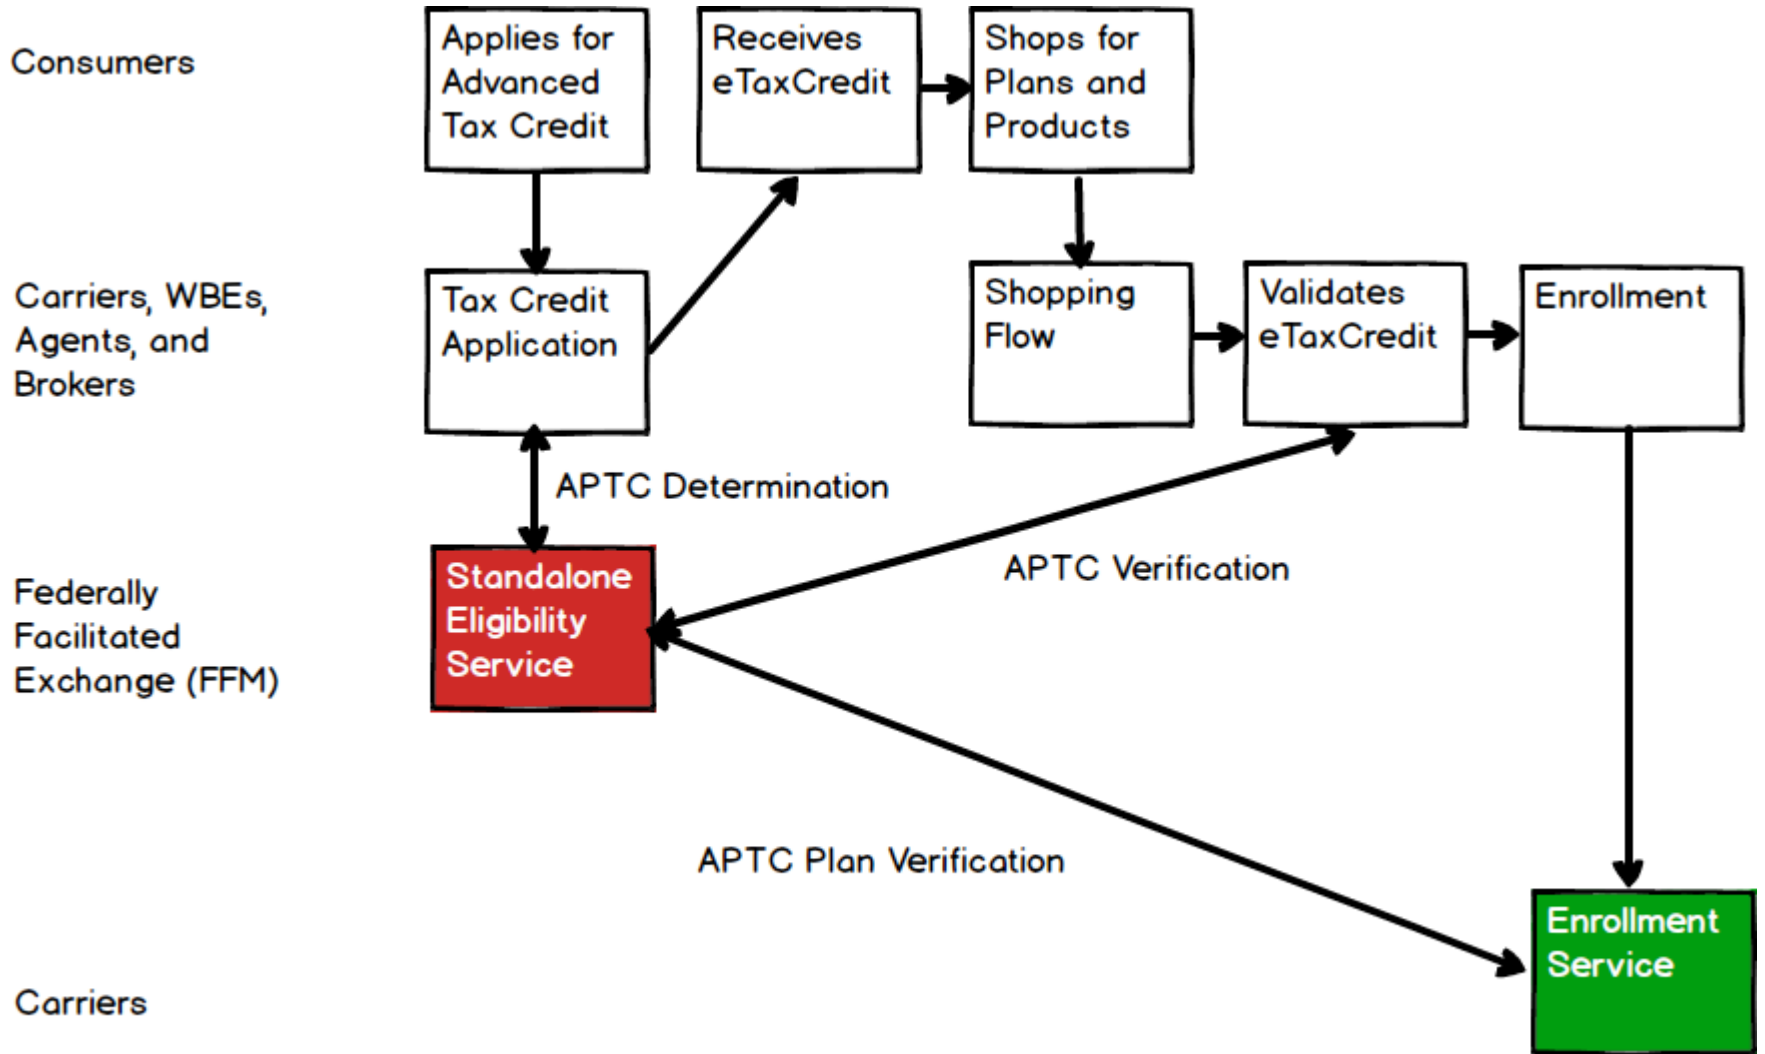 Consumers
Applies for
Advanced
Tax Credit
Receives
eTaxCredit
Shops for
Plans and
Products
Carriers, WBEs,
Agents, and
Brokers
Tax Credit
Application
Shopping
Flow
Validates
eTaxCredit
Enrollment
APTC Determination
APTC Verification
Federally
Facilitated
Exchange (FFM)
Standalone
Eligibility
Service
APTC Plan Verification
Carriers
Enrollment
Service